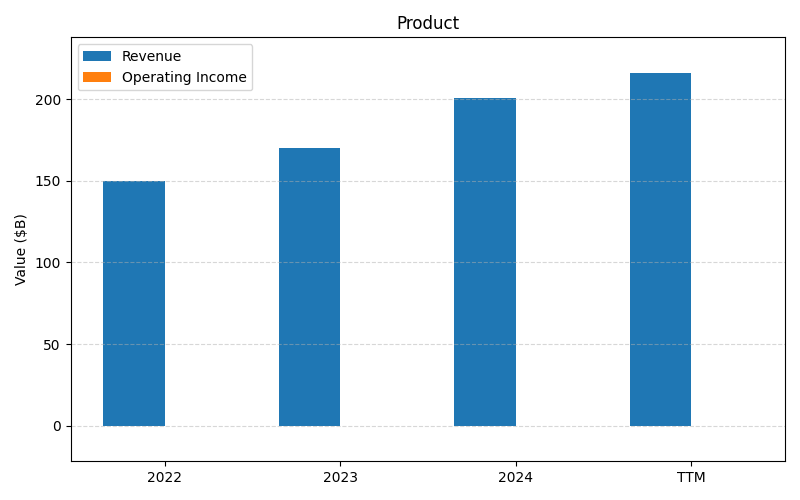 Product
Revenue
Operating Income
Value ($B)
200
150
100
50
0
2022 2023 2024 TTM